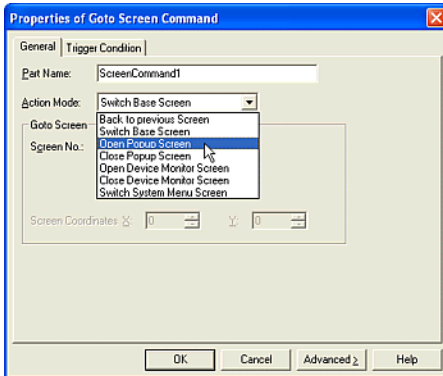 Properties of Goto Screen Command
General Trigger Condition
Part Name: ScreenCommand1
Action Mode: Switch Base Screen
Goto Screen
Back to previous Screen
Switch Base Screen
Screen No.: Open Popup Screen
Close Popup Screen
Open Device Monitor Screen
Close Device Monitor Screen
Switch System Menu Screen
Screen Coordinates X: 0 Y: 0
OK Cancel Advanced > Help